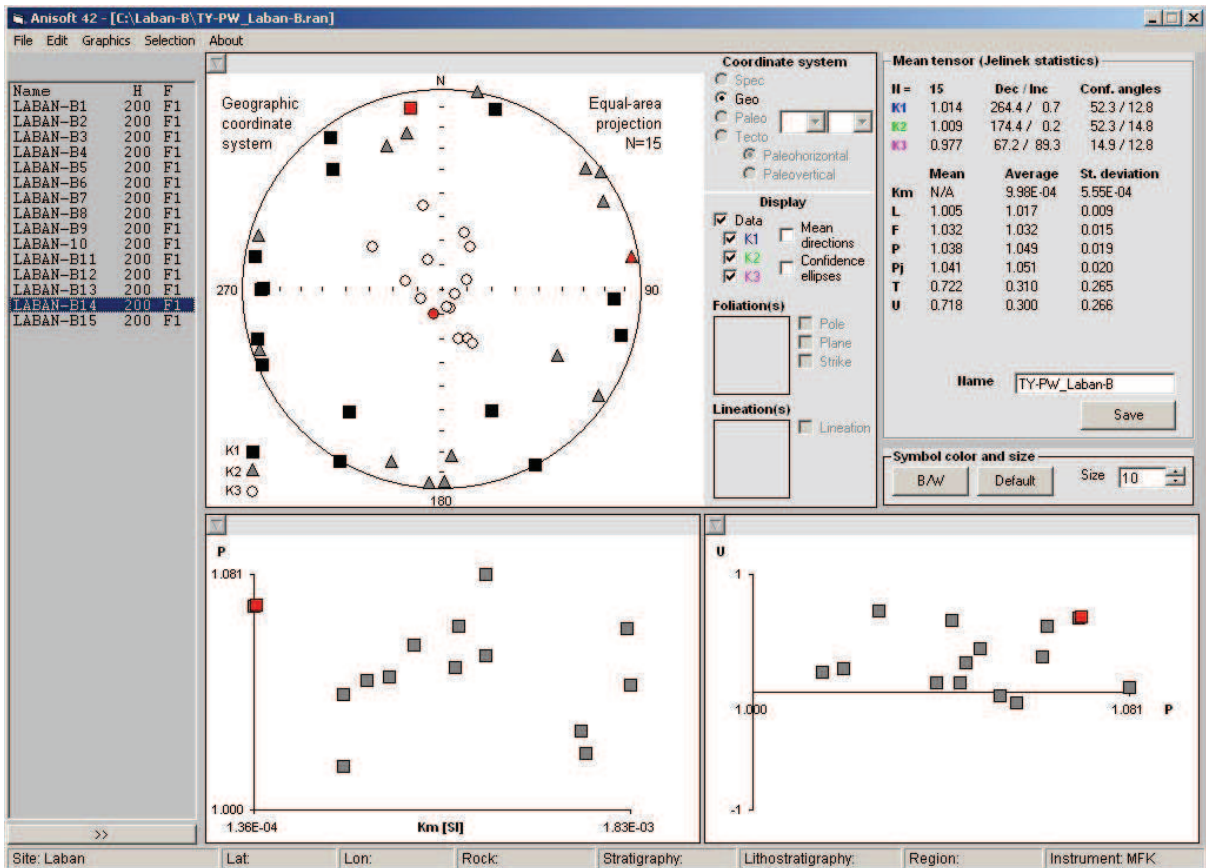 Anisoft 42 - [C:\Laban-B\TY-PW_Laban-B.ran]
File Edit Graphics Selection About
Name H F
LABAN-B1 200 F1
LABAN-B2 200 F1
LABAN-B3 200 F1
LABAN-B4 200 F1
LABAN-B5 200 F1
LABAN-B6 200 F1
LABAN-B7 200 F1
LABAN-B8 200 F1
LABAN-B9 200 F1
LABAN-10 200 F1
LABAN-B11 200 F1
LABAN-B12 200 F1
LABAN-B13 200 F1
LABAN-B14 200 F1
LABAN-B15 200 F1
>>
Geographic
coordinate
system
N
Equal-area
projection
N=15
270
90
180
K1
K2
K3
Coordinate system
Spec
Geo
Paleo
Tecto
Paleohorizontal
Paleovertical
Display
Data
K1
K2
K3
Mean
directions
Confidence
ellipses
Foliation(s)
Pole
Plane
Strike
Lineation(s)
Lineation
Mean tensor (Jelinek statistics)
N = 15 Dec / Inc Conf. angles
K1 1.014 264.4 / 0.7 52.3 / 12.8
K2 1.009 174.4 / 0.2 52.3 / 14.8
K3 0.977 67.2 / 89.3 14.9 / 12.8
Mean Average St. deviation
Km N/A 9.98E-04 5.55E-04
L 1.005 1.017 0.009
F 1.032 1.032 0.015
P 1.038 1.049 0.019
Pj 1.041 1.051 0.020
T 0.722 0.310 0.265
U 0.718 0.300 0.266
Name TY-PW_Laban-B
Save
Symbol color and size
B/W Default Size 10
P
1.081
1.000
1.36E-04 Km [SI] 1.83E-03
U
1
1.000 1.081 P
-1
Site: Laban Lat: Lon: Rock: Stratigraphy: Lithostratigraphy: Region: Instrument: MFK